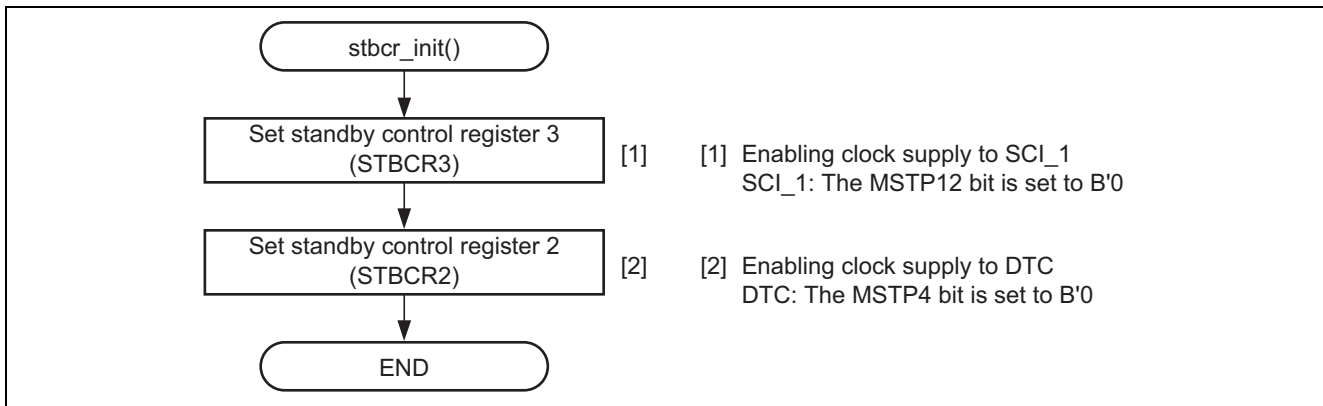 stbcr_init()
Set standby control register 3
(STBCR3)
[1]
[1] Enabling clock supply to SCI_1
SCI_1: The MSTP12 bit is set to B'0
Set standby control register 2
(STBCR2)
[2]
[2] Enabling clock supply to DTC
DTC: The MSTP4 bit is set to B'0
END